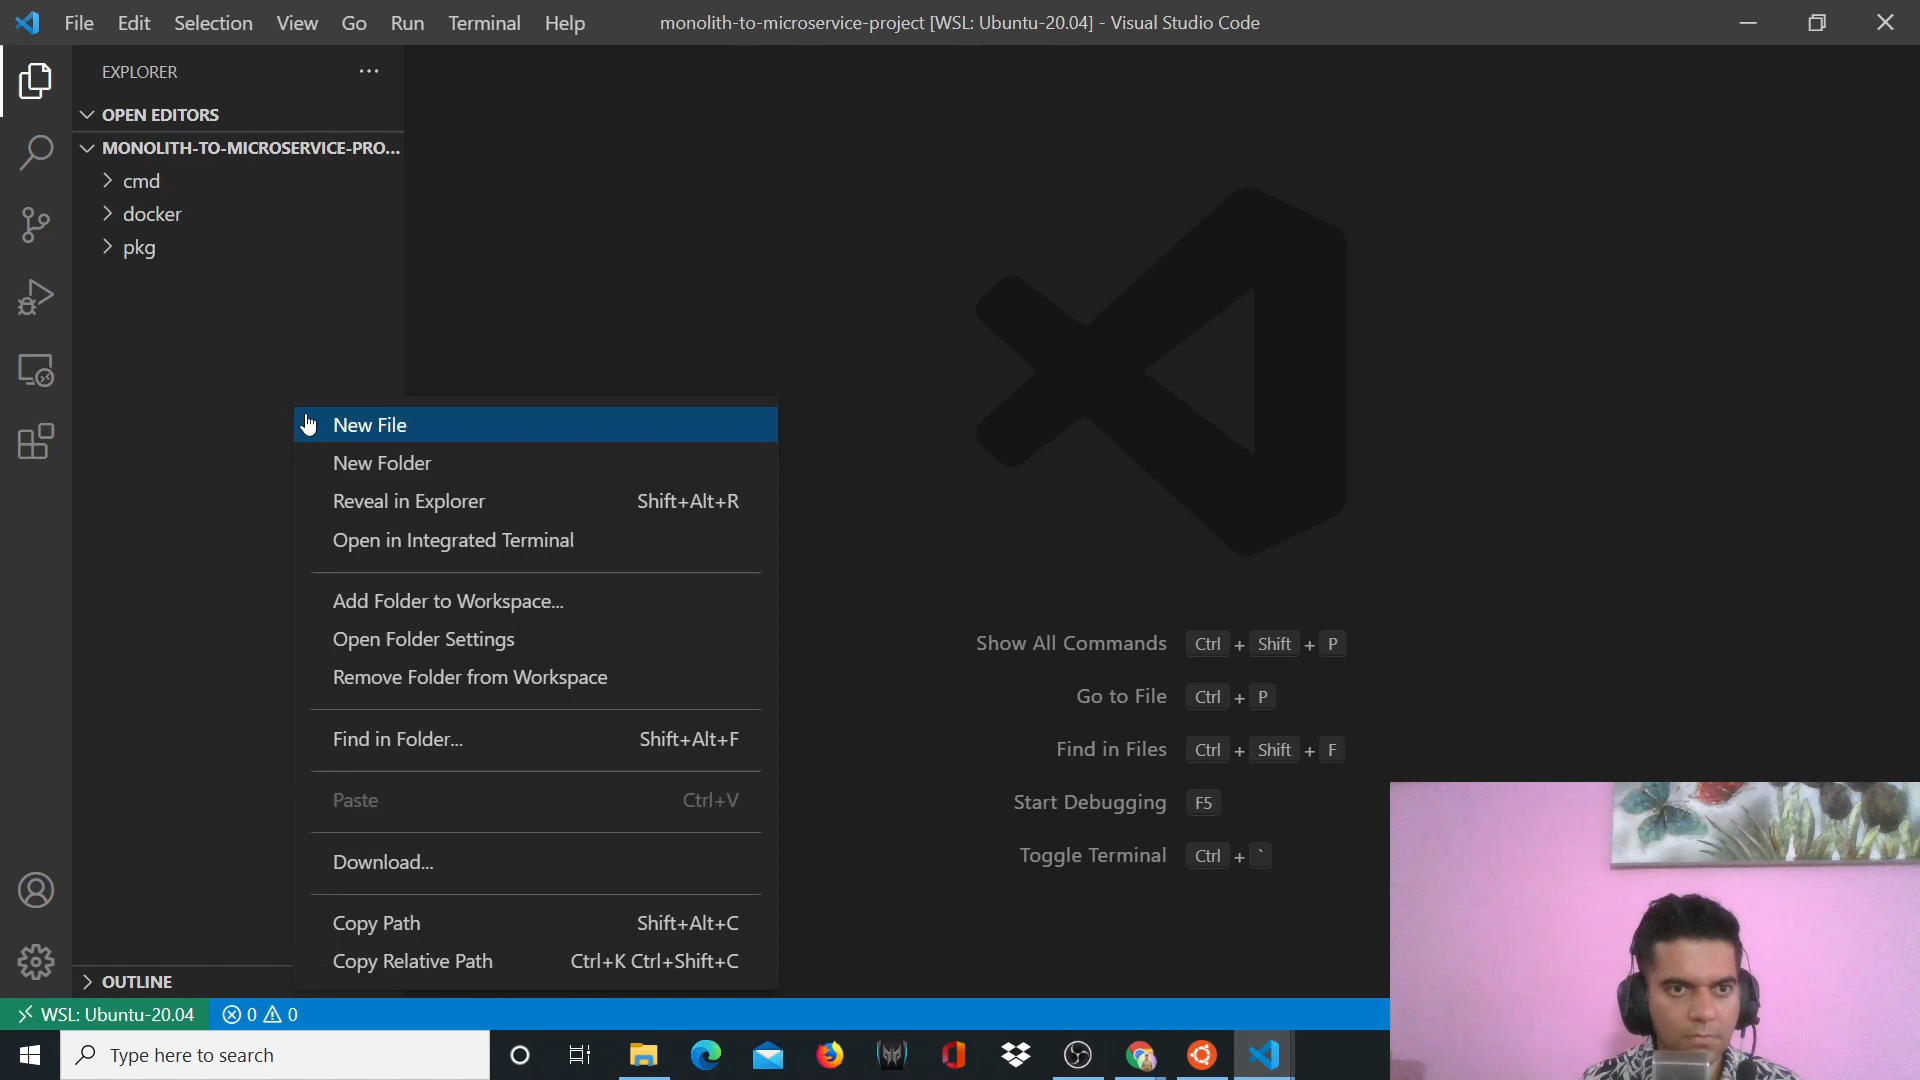 File Edit Selection View Go Run Terminal Help
monolith-to-microservice-project [WSL: Ubuntu-20.04] - Visual Studio Code
EXPLORER
OPEN EDITORS
MONOLITH-TO-MICROSERVICE-PRO...
cmd
docker
pkg
New File
New Folder
Reveal in Explorer Shift+Alt+R
Open in Integrated Terminal
Add Folder to Workspace...
Open Folder Settings
Remove Folder from Workspace
Find in Folder... Shift+Alt+F
Paste Ctrl+V
Download...
Copy Path Shift+Alt+C
Copy Relative Path Ctrl+K Ctrl+Shift+C
Show All Commands Ctrl + Shift + P
Go to File Ctrl + P
Find in Files Ctrl + Shift + F
Start Debugging F5
Toggle Terminal Ctrl + `
OUTLINE
WSL: Ubuntu-20.04 0 0
Type here to search